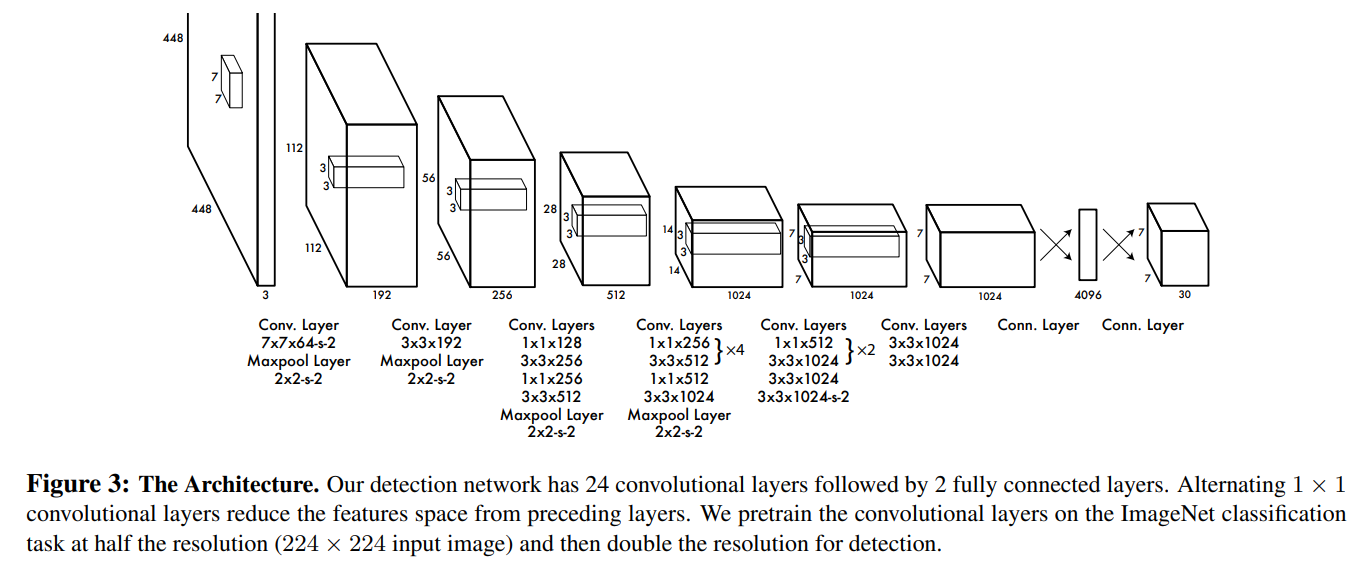 448
7
7
448
3
112
3
3
112
192
56
3
3
56
256
28
3
3
28
512
14
3
3
14
1024
7
3
3
7
1024
7
7
1024
4096
7
7
30
Conv. Layer
7x7x64-s-2
Maxpool Layer
2x2-s-2
Conv. Layer
3x3x192
Maxpool Layer
2x2-s-2
Conv. Layers
1x1x128
3x3x256
1x1x256
3x3x512
Maxpool Layer
2x2-s-2
Conv. Layers
1x1x256
3x3x512
}×4
1x1x512
3x3x1024
Maxpool Layer
2x2-s-2
Conv. Layers
1x1x512
3x3x1024
}×2
3x3x1024
3x3x1024-s-2
Conv. Layers
3x3x1024
3x3x1024
Conn. Layer
Conn. Layer
Figure 3: The Architecture. Our detection network has 24 convolutional layers followed by 2 fully connected layers. Alternating 1 × 1
convolutional layers reduce the features space from preceding layers. We pretrain the convolutional layers on the ImageNet classification
task at half the resolution (224 × 224 input image) and then double the resolution for detection.